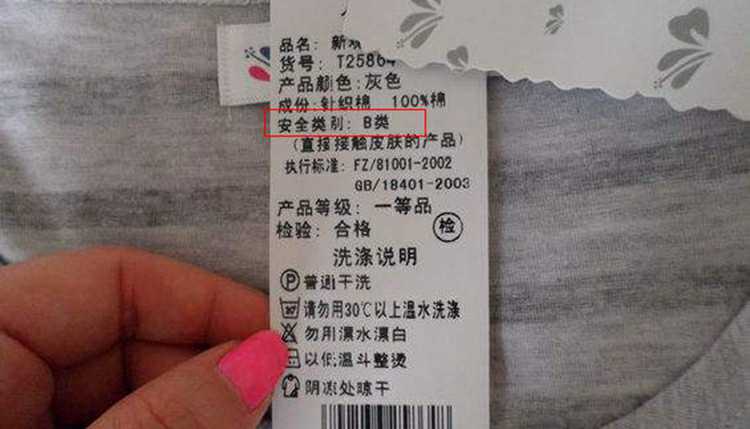 品名: 新
货号: T25864
产品颜色:灰色
成份:针织棉 100%棉
安全类别: B类
(直接接触皮肤的产品)
执行标准: FZ/81001-2002
GB/18401-2003
产品等级: 一等品
检验: 合格 检
洗涤说明
P 普通干洗
30 请勿用30℃以上温水洗涤
勿用漂水漂白
以低温斗整烫
阴凉处晾干